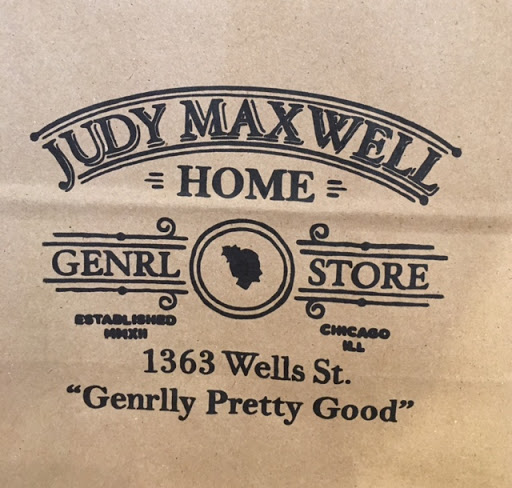 JUDY MAXWELL
= HOME =
GENRL STORE
ESTABLISHED
MMXII
CHICAGO
ILL
1363 Wells St.
“Genrlly Pretty Good”